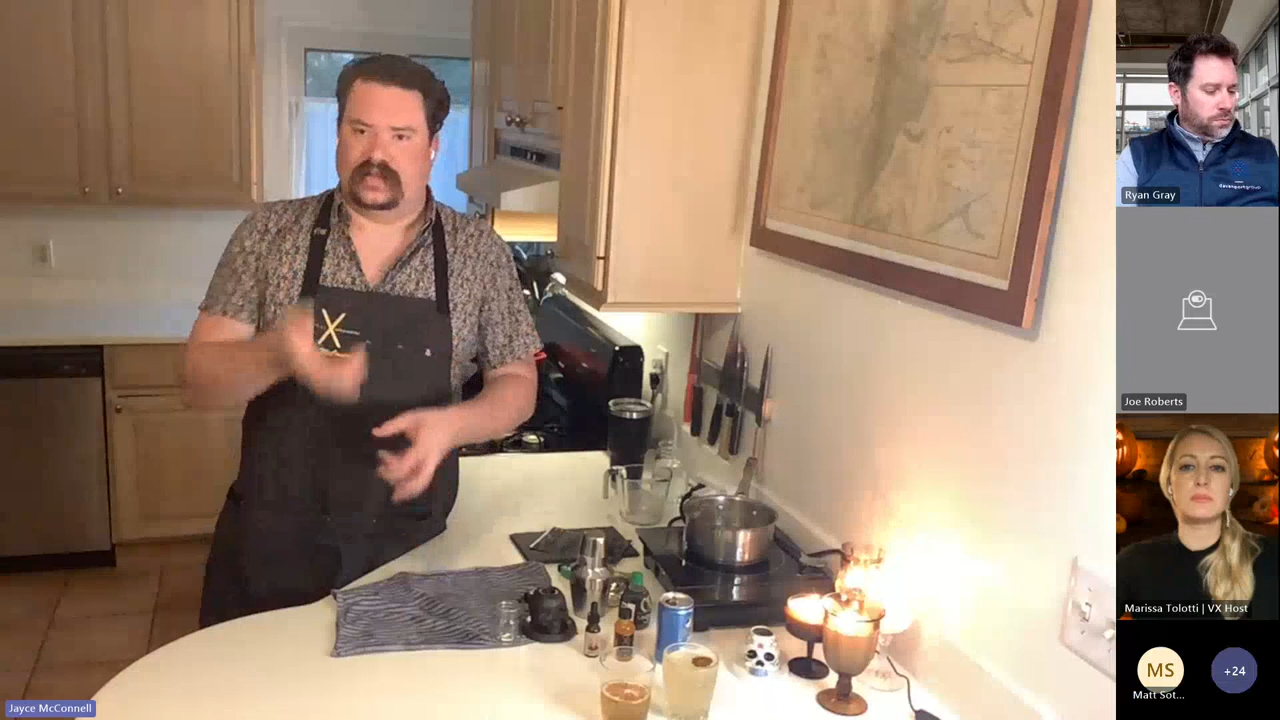 Jayce McConnell
Ryan Gray
Joe Roberts
Marissa Tolotti | VX Host
MS
Matt Sot...
+24